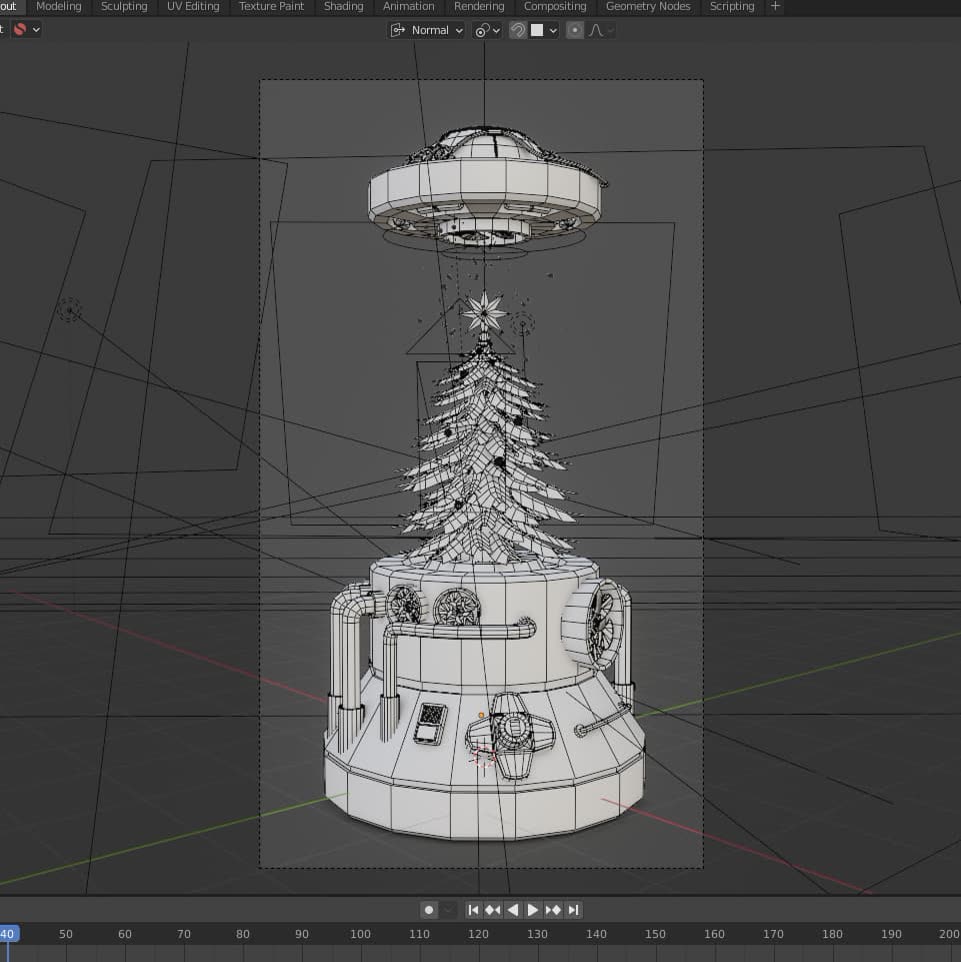 out Modeling Sculpting UV Editing Texture Paint Shading Animation Rendering Compositing Geometry Nodes Scripting +
t Normal
40 50 60 70 80 90 100 110 120 130 140 150 160 170 180 190 200